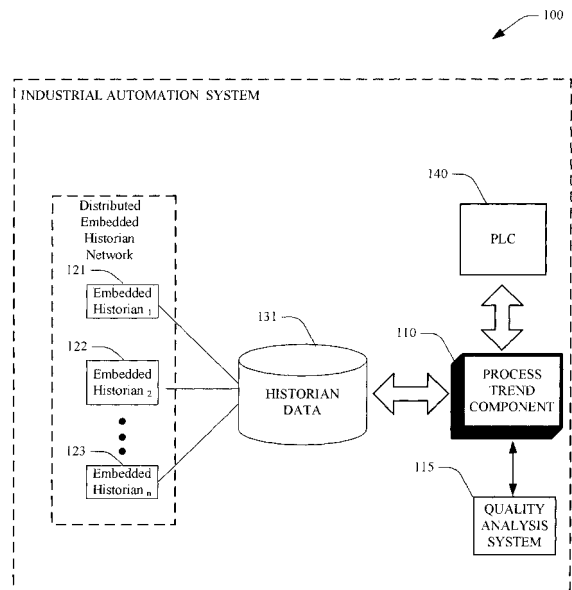 100
INDUSTRIAL AUTOMATION SYSTEM
Distributed
Embedded
Historian
Network
121
Embedded
Historian 1
122
Embedded
Historian 2
123
Embedded
Historian n
131
HISTORIAN
DATA
140
PLC
110
PROCESS
TREND
COMPONENT
115
QUALITY
ANALYSIS
SYSTEM